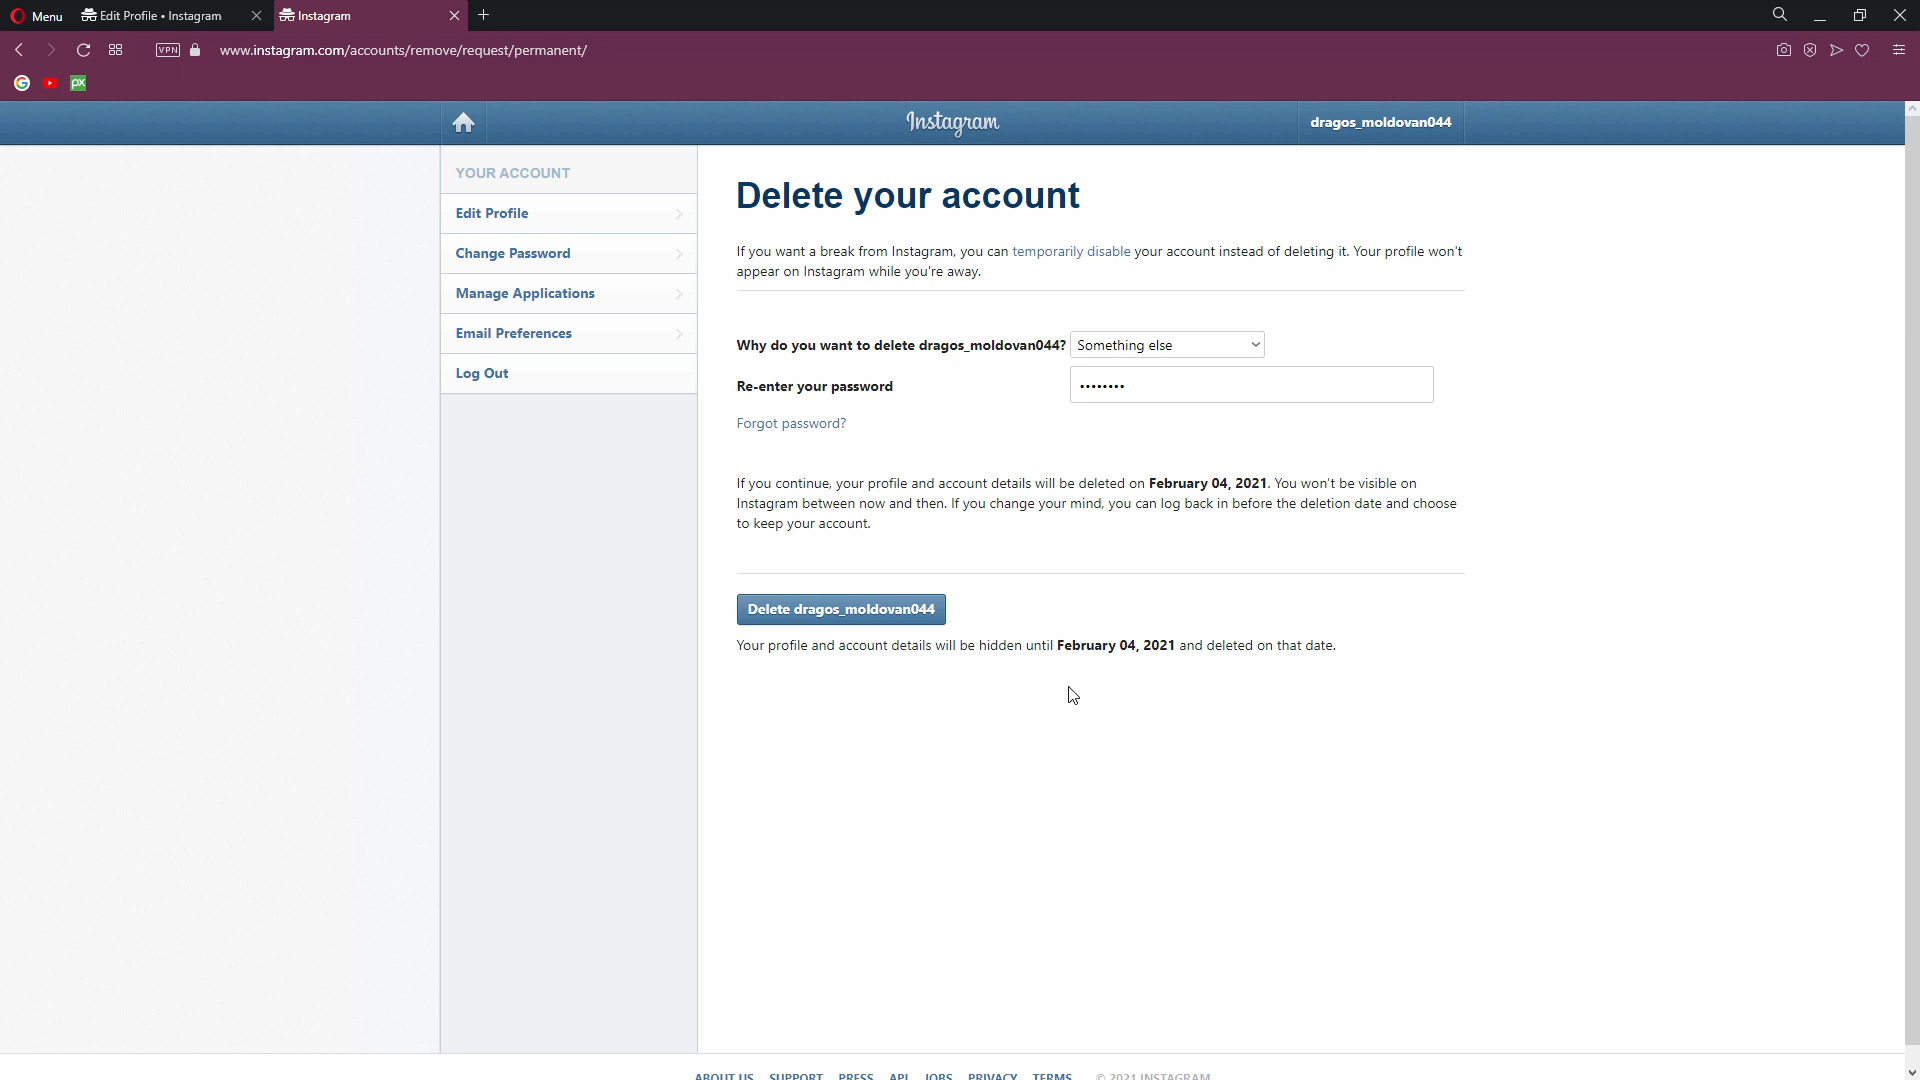 Menu
Edit Profile • Instagram
Instagram
VPN
www.instagram.com/accounts/remove/request/permanent/
px
Instagram
dragos_moldovan044
YOUR ACCOUNT
Edit Profile
Change Password
Manage Applications
Email Preferences
Log Out
Delete your account
If you want a break from Instagram, you can temporarily disable your account instead of deleting it. Your profile won't
appear on Instagram while you're away.
Why do you want to delete dragos_moldovan044? Something else
Re-enter your password ••••••••
Forgot password?
If you continue, your profile and account details will be deleted on February 04, 2021. You won't be visible on
Instagram between now and then. If you change your mind, you can log back in before the deletion date and choose
to keep your account.
Delete dragos_moldovan044
Your profile and account details will be hidden until February 04, 2021 and deleted on that date.
ABOUT US SUPPORT PRESS API JOBS PRIVACY TERMS © 2021 INSTAGRAM